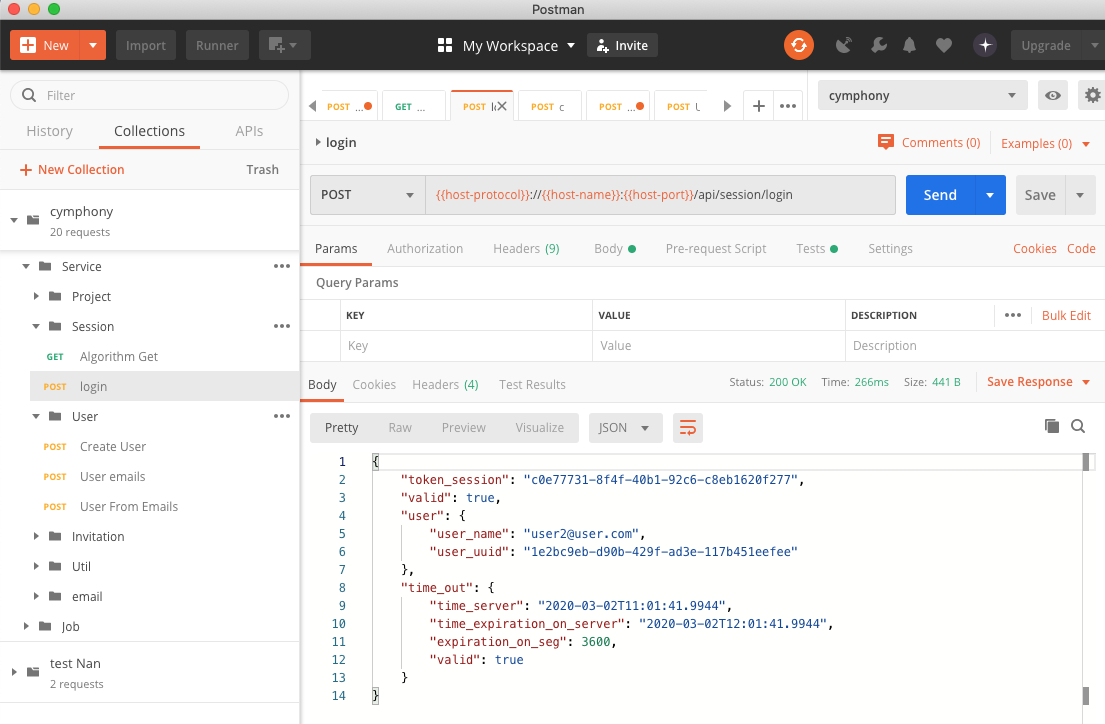 Postman
New Import Runner My Workspace Invite Upgrade
Filter
History Collections APIs
New Collection Trash
cymphony
20 requests
Service
Project
Session
GET Algorithm Get
POST login
User
POST Create User
POST User emails
POST User From Emails
Invitation
Util
email
Job
test Nan
2 requests
POST ... GET ... POST POST c POST ... POST cymphony
login Comments (0) Examples (0)
POST {{host-protocol}}://{{host-name}}:{{host-port}}/api/session/login Send Save
Params Authorization Headers (9) Body Pre-request Script Tests Settings Cookies Code
Query Params
KEY VALUE DESCRIPTION Bulk Edit
Key Value Description
Body Cookies Headers (4) Test Results Status: 200 OK Time: 266ms Size: 441 B Save Response
Pretty Raw Preview Visualize JSON
1 {
2 "token_session": "c0e77731-8f4f-40b1-92c6-c8eb1620f277",
3 "valid": true,
4 "user": {
5 "user_name": "user2@user.com",
6 "user_uuid": "1e2bc9eb-d90b-429f-ad3e-117b451eefee"
7 },
8 "time_out": {
9 "time_server": "2020-03-02T11:01:41.9944",
10 "time_expiration_on_server": "2020-03-02T12:01:41.9944",
11 "expiration_on_seg": 3600,
12 "valid": true
13 }
14 }